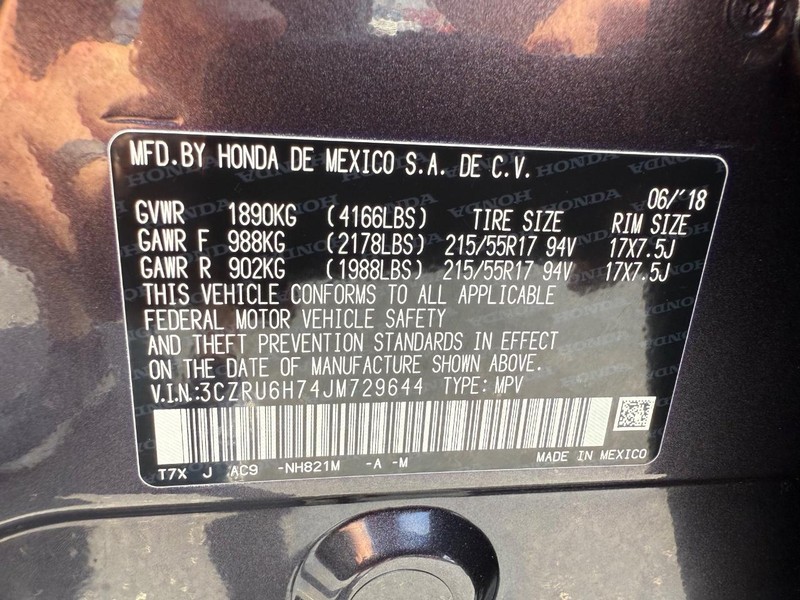 MFD.BY HONDA DE MEXICO S.A. DE C.V.
06/'18
GVWR 1890KG (4166LBS) TIRE SIZE RIM SIZE
GAWR F 988KG (2178LBS) 215/55R17 94V 17X7.5J
GAWR R 902KG (1988LBS) 215/55R17 94V 17X7.5J
THIS VEHICLE CONFORMS TO ALL APPLICABLE
FEDERAL MOTOR VEHICLE SAFETY
AND THEFT PREVENTION STANDARDS IN EFFECT
ON THE DATE OF MANUFACTURE SHOWN ABOVE.
V.I.N.:3CZRU6H74JM729644 TYPE: MPV
T7X J AC9 -NH821M -A -M MADE IN MEXICO